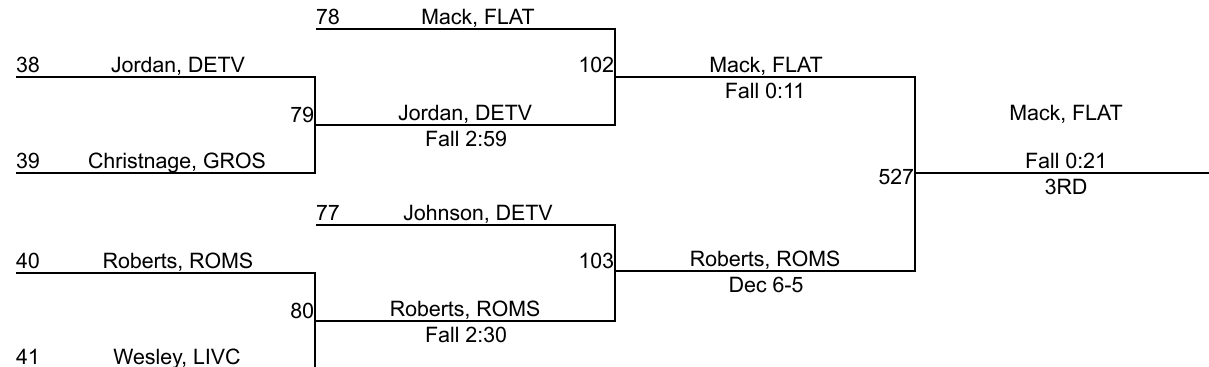 78 Mack, FLAT
38 Jordan, DETV
102 Mack, FLAT
Fall 0:11
79 Jordan, DETV
Fall 2:59
Mack, FLAT
39 Christnage, GROS
Fall 0:21
3RD
527
77 Johnson, DETV
40 Roberts, ROMS
103 Roberts, ROMS
Dec 6-5
80 Roberts, ROMS
Fall 2:30
41 Wesley, LIVC